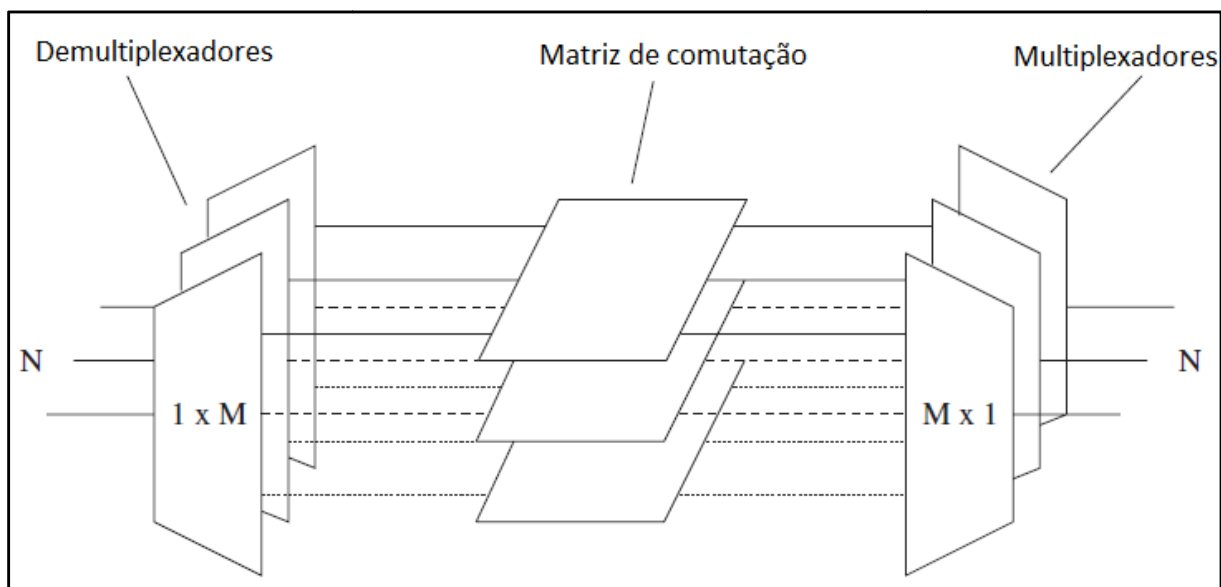 Demultiplexadores
Matriz de comutação
Multiplexadores
N
N
1 x M
M x 1